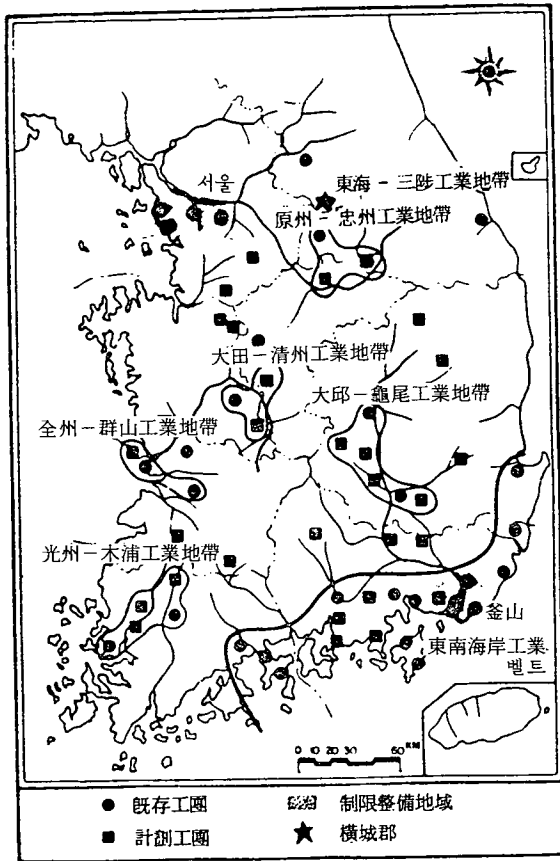 서울
東海－三陟工業地帶
原州－忠州工業地帶
大田－清州工業地帶
大邱－龜尾工業地帶
全州－群山工業地帶
光州－木浦工業地帶
釜山
東南海岸工業
벨트
0 10 20 30 60 KM
● 旣存工團
制限整備地域
■ 計劃工團
★ 橫城郡